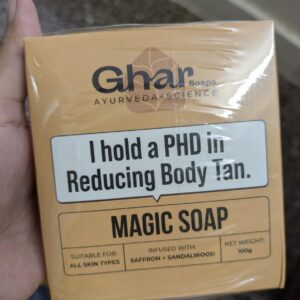 Ghar Soaps
AYURVEDA + SCIENCE
I hold a PHD in
Reducing Body Tan.
MAGIC SOAP
SUITABLE FOR:
ALL SKIN TYPES
INFUSED WITH:
SAFFRON + SANDALWOOD
NET WEIGHT:
100g